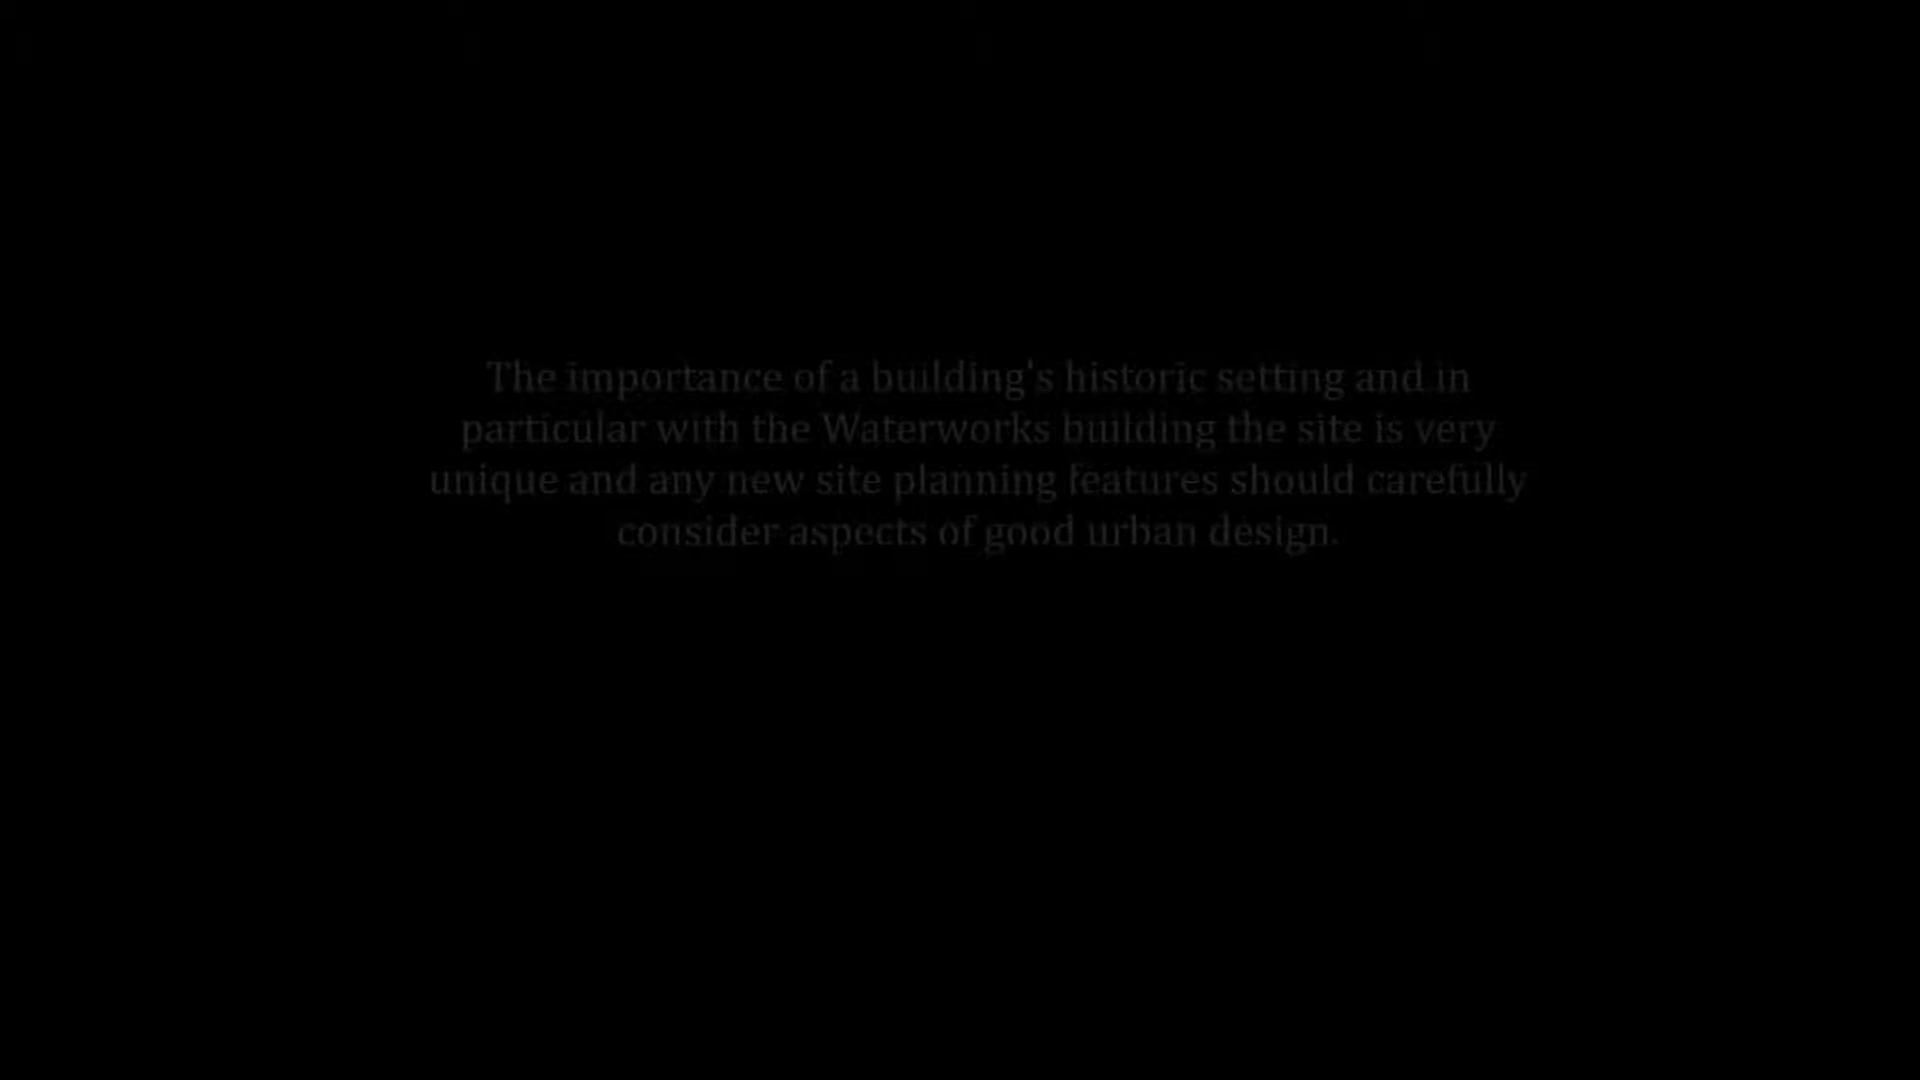 The importance of a building's historic setting and in
particular with the Waterworks building the site is very
unique and any new site planning features should carefully
consider aspects of good urban design.